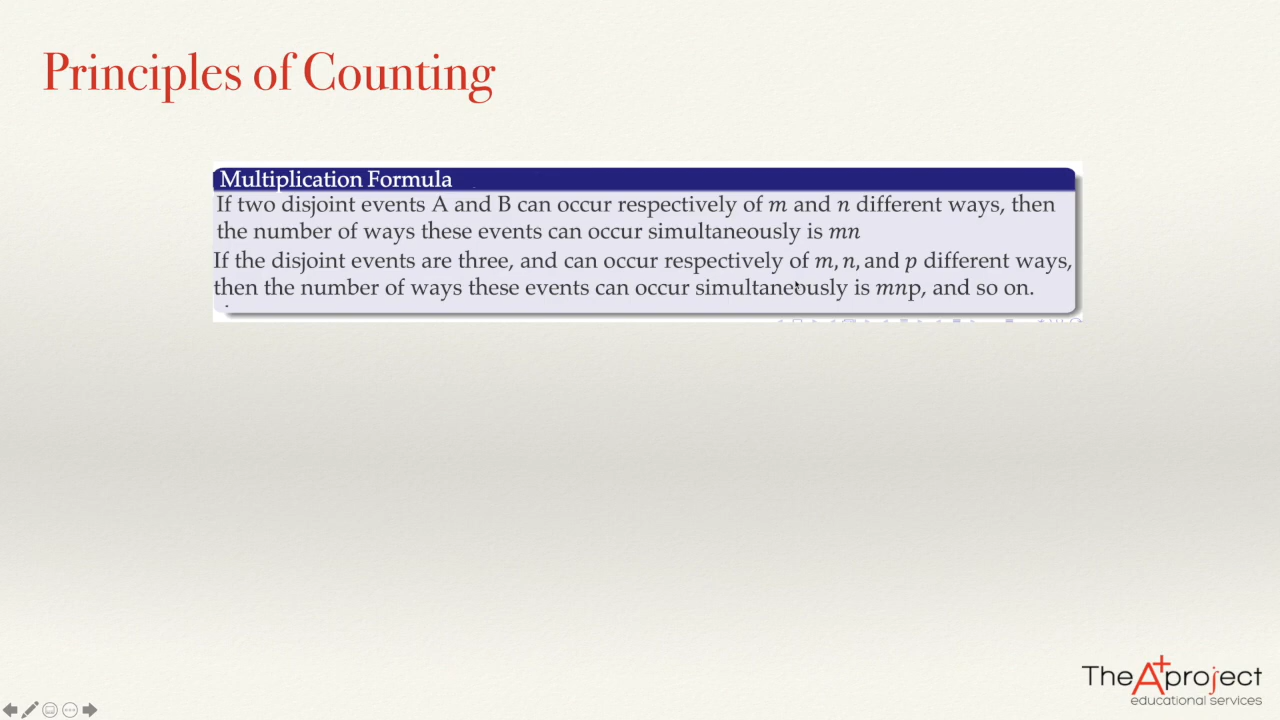 Principles of Counting
Multiplication Formula
If two disjoint events A and B can occur respectively of m and n different ways, then
the number of ways these events can occur simultaneously is mn
If the disjoint events are three, and can occur respectively of m, n, and p different ways,
then the number of ways these events can occur simultaneously is mnp, and so on.
The A+ project
educational services